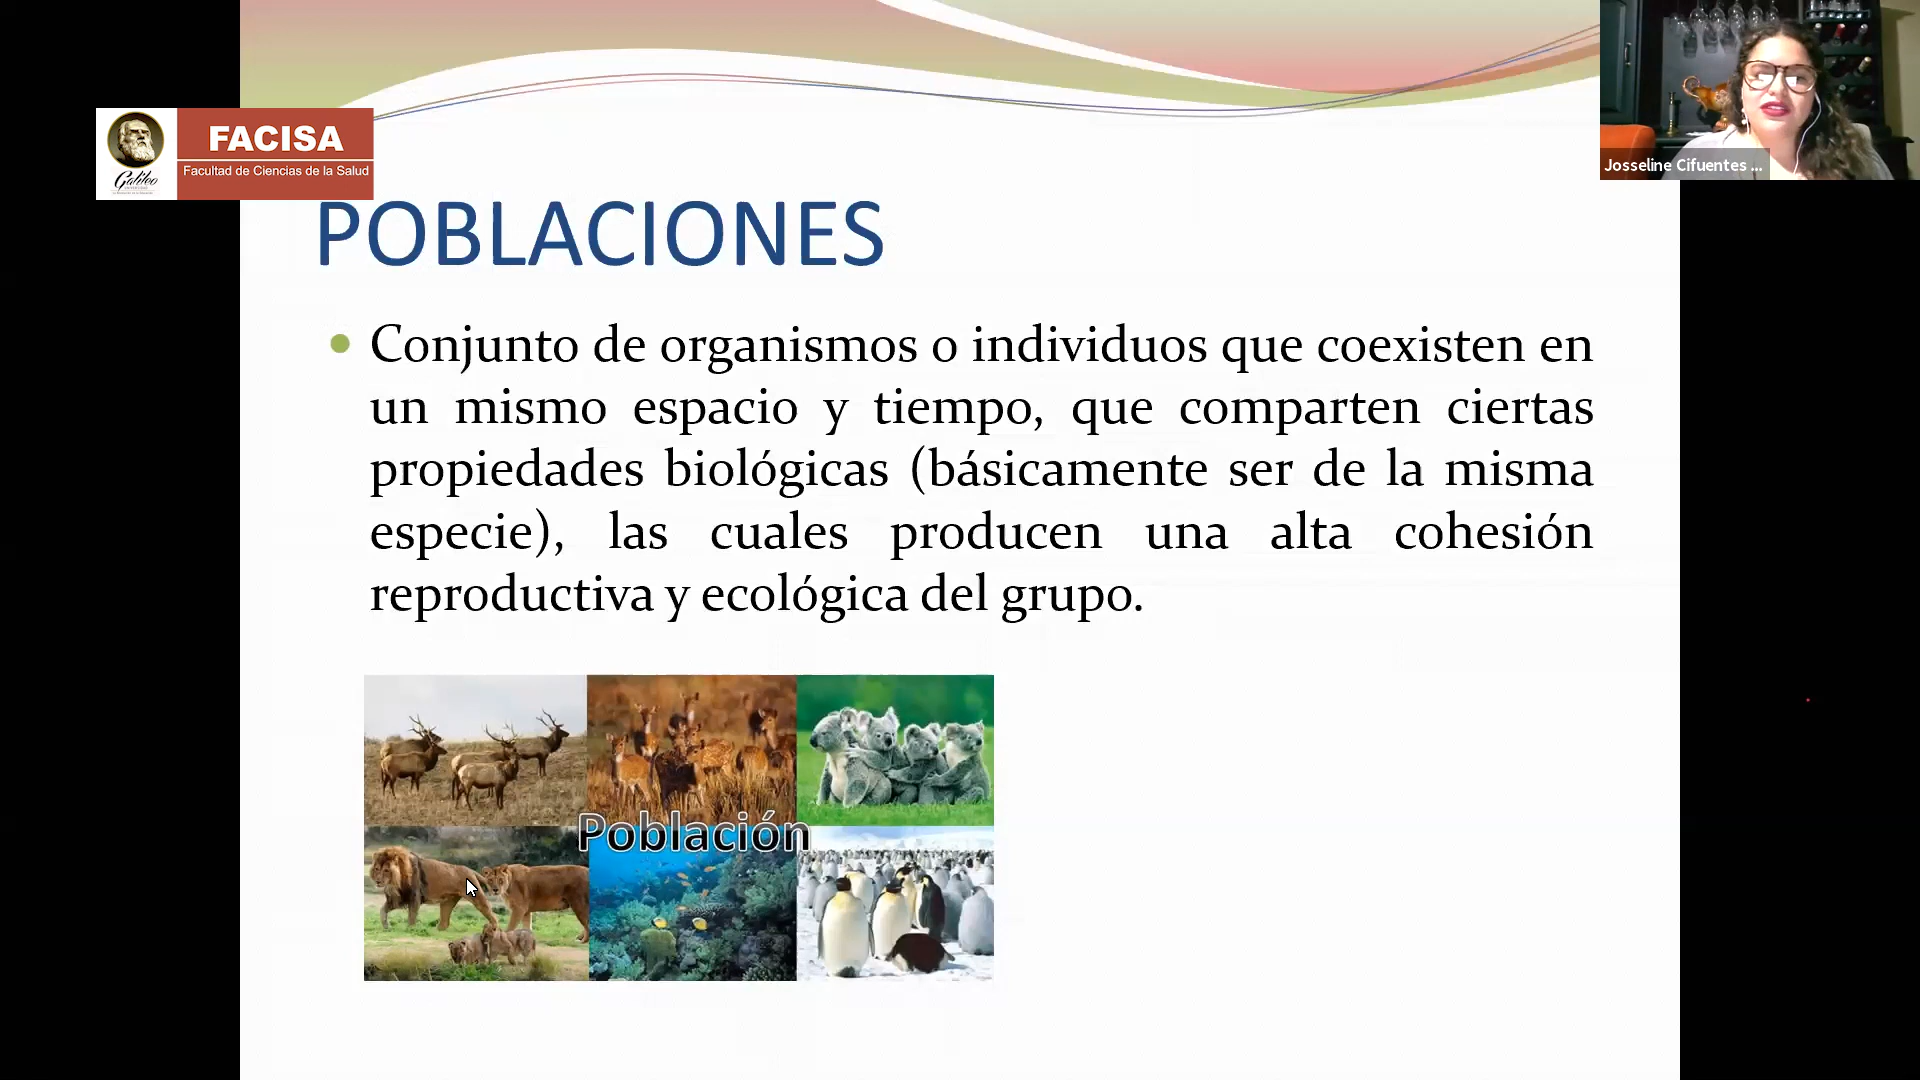 FACISA
Facultad de Ciencias de la Salud
Galileo
Josseline Cifuentes ...
POBLACIONES
Conjunto de organismos o individuos que coexisten en
un mismo espacio y tiempo, que comparten ciertas
propiedades biológicas (básicamente ser de la misma
especie), las cuales producen una alta cohesión
reproductiva y ecológica del grupo.
Población